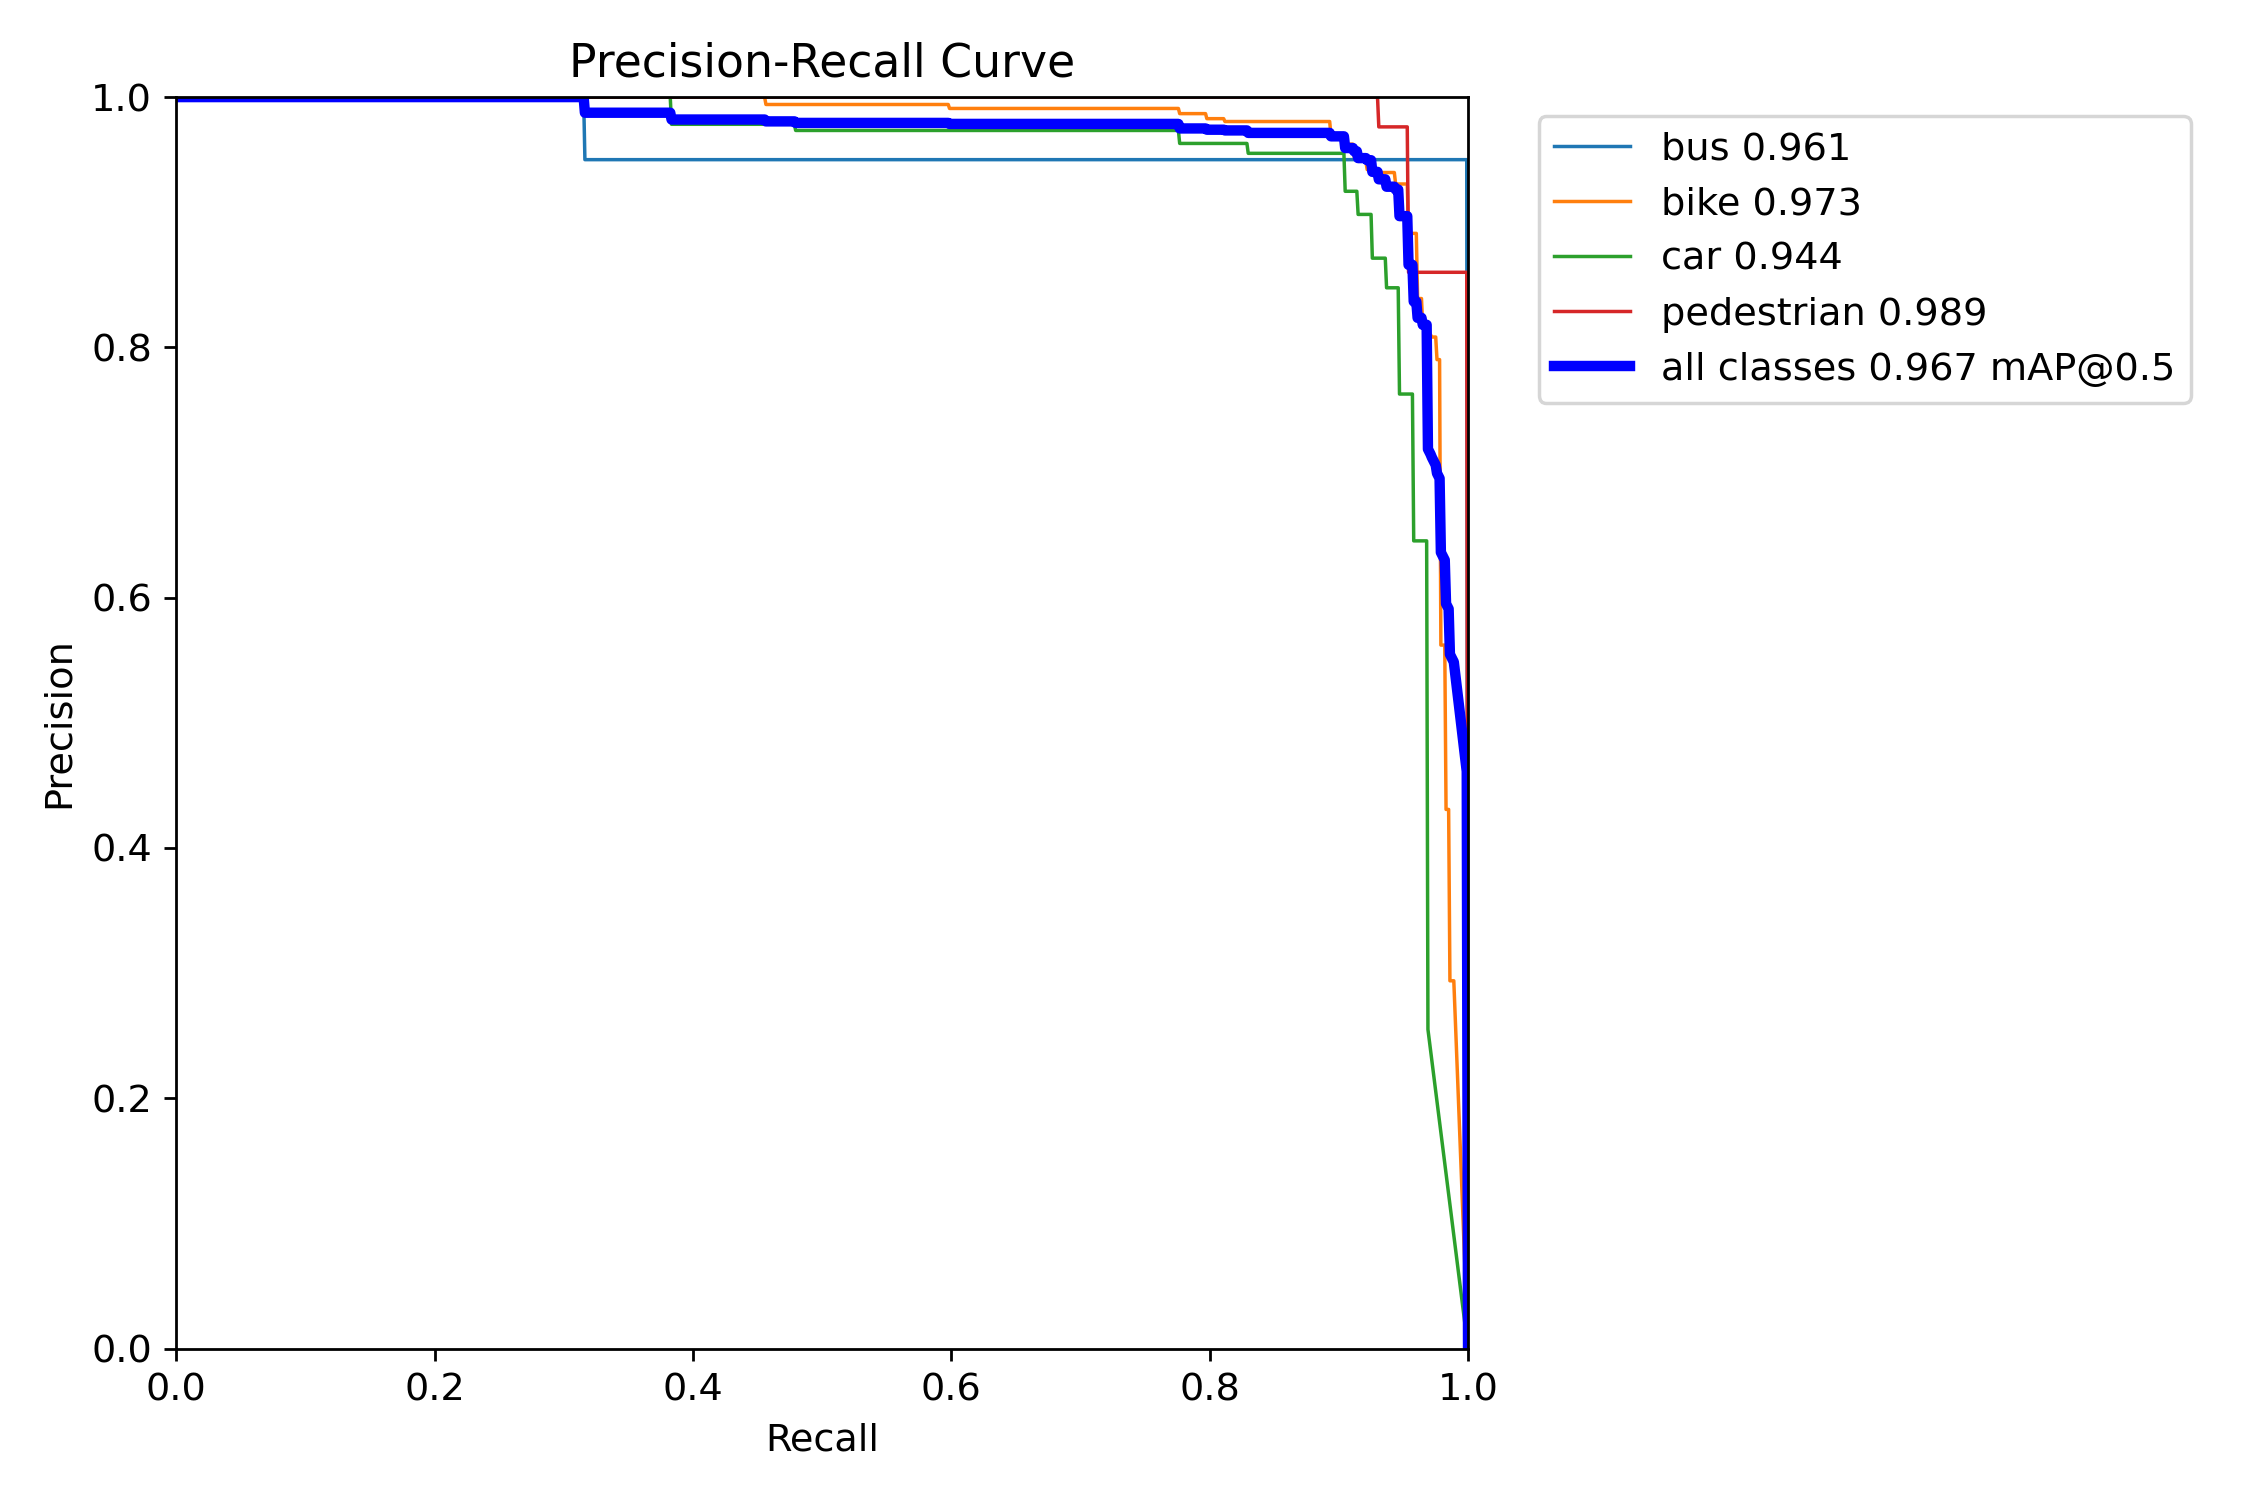 Precision-Recall Curve
1.0
0.8
0.6
0.4
0.2
0.0
Precision
0.0 0.2 0.4 0.6 0.8 1.0
Recall
bus 0.961
bike 0.973
car 0.944
pedestrian 0.989
all classes 0.967 mAP@0.5